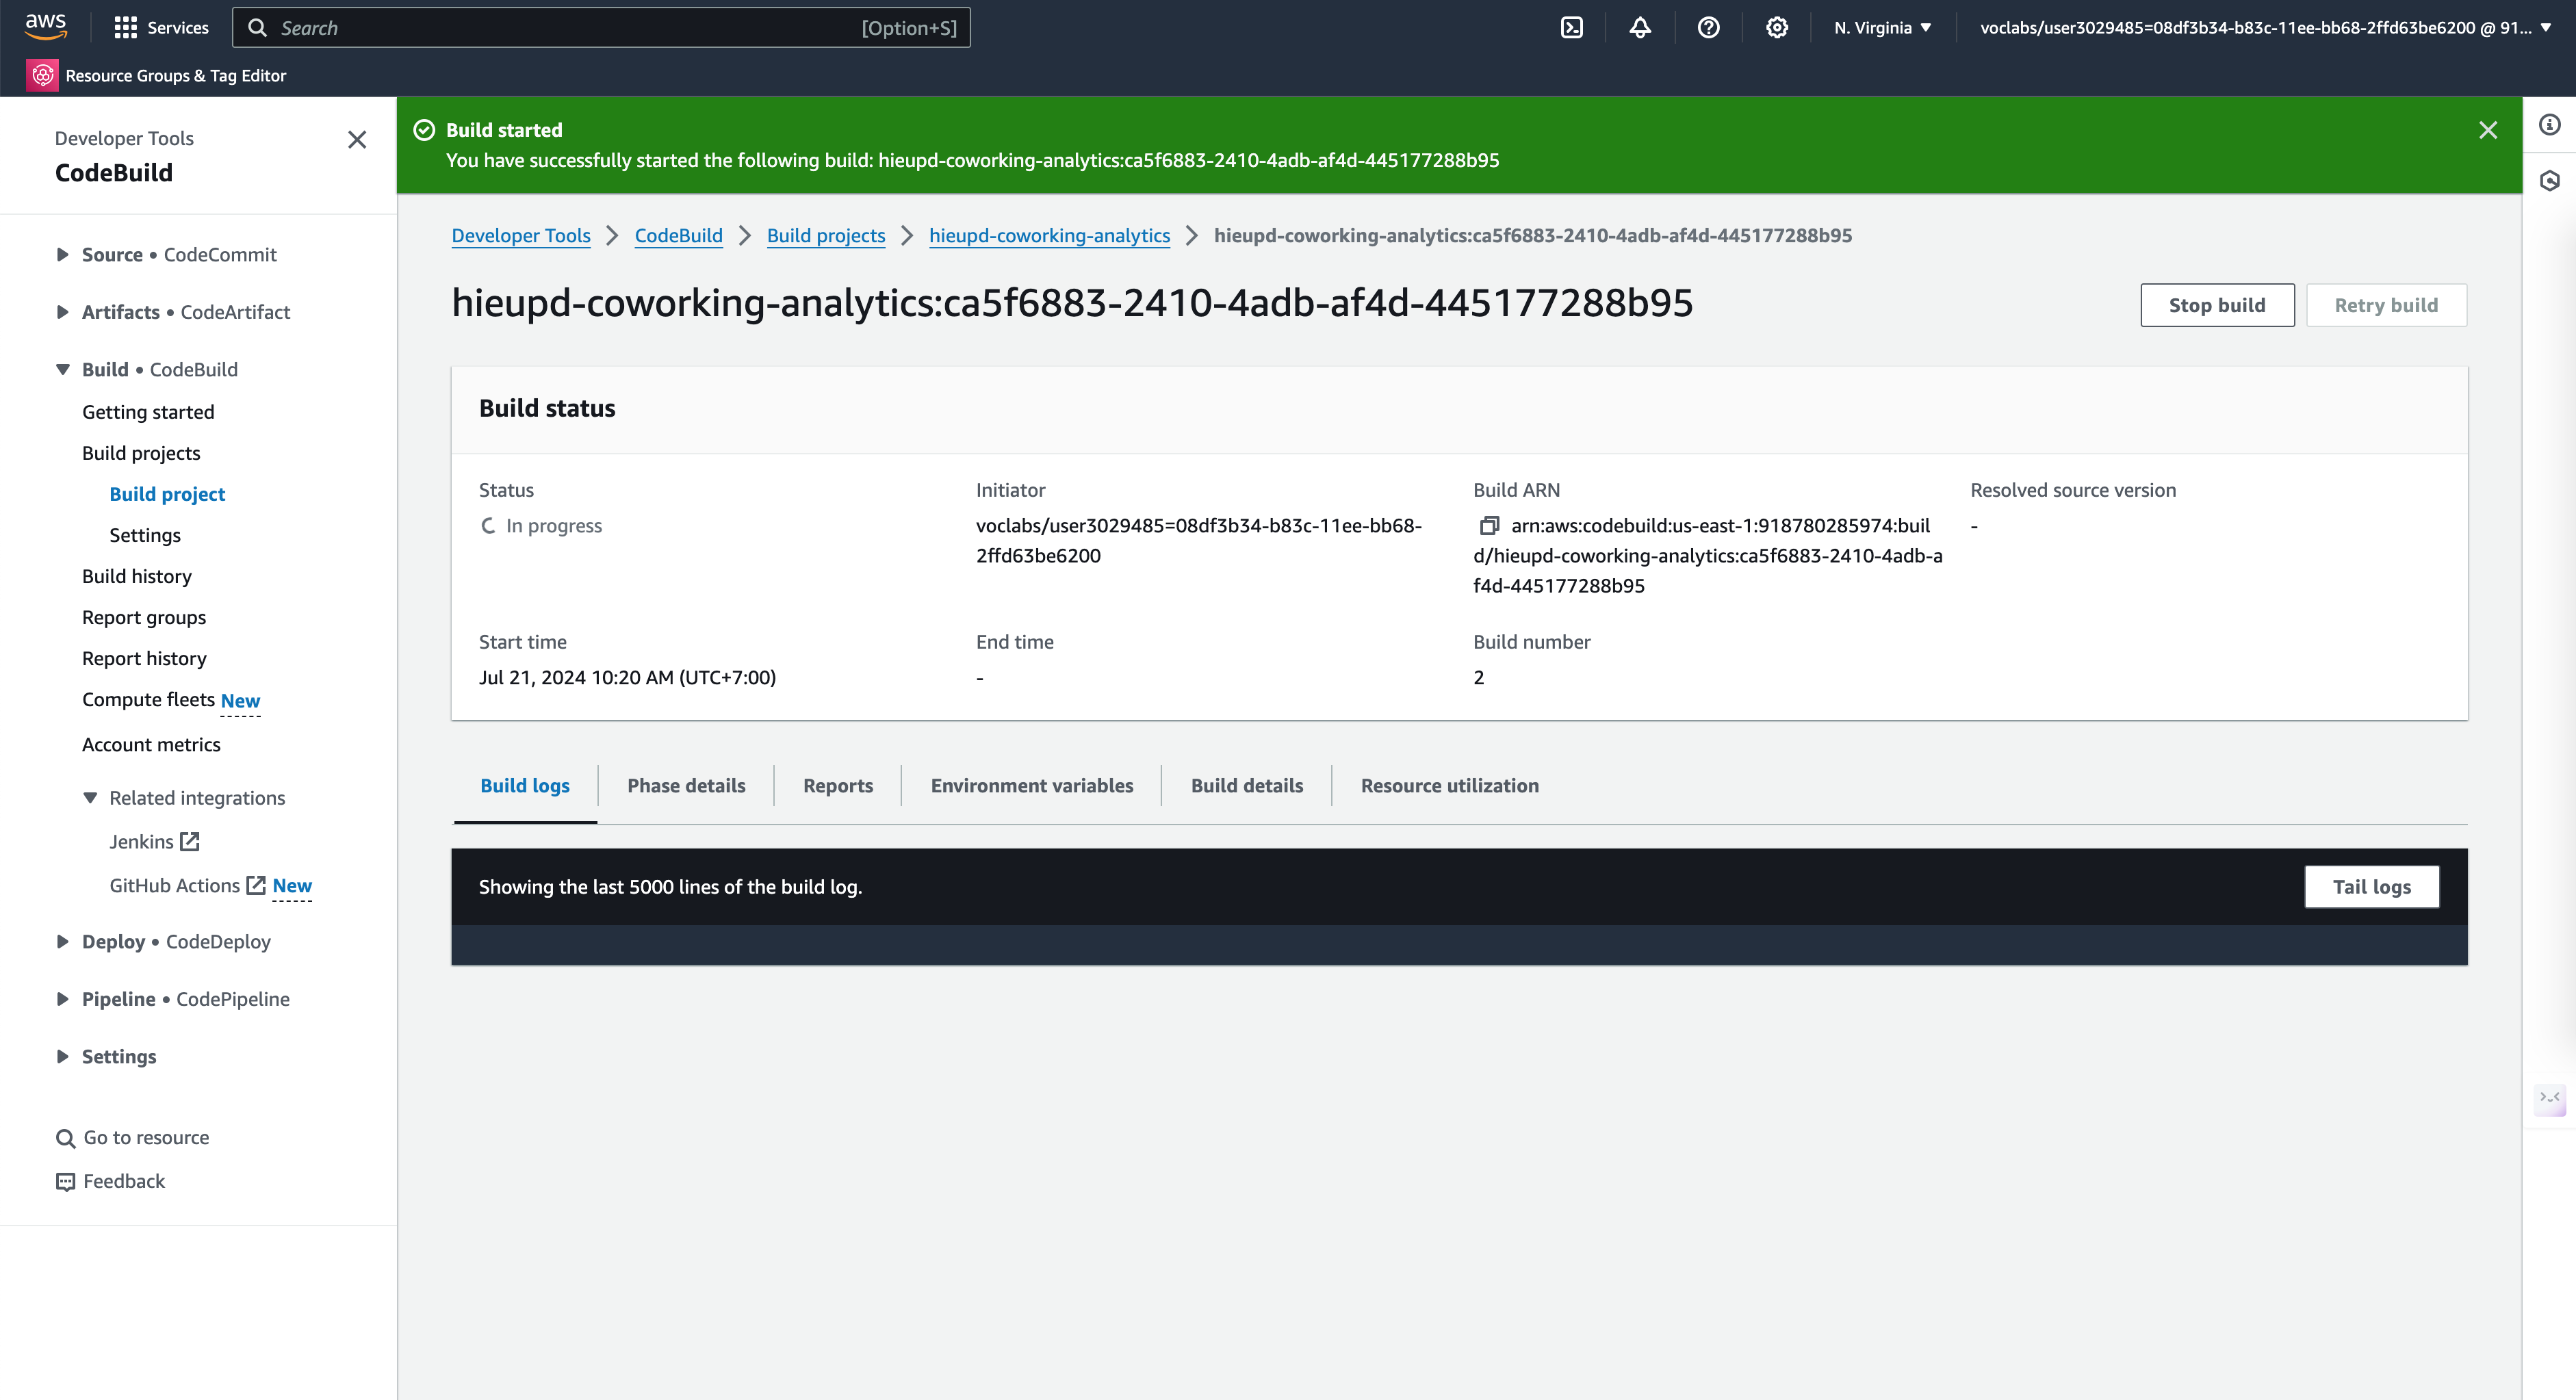 aws
Services
Search
[Option+S]
N. Virginia
voclabs/user3029485=08df3b34-b83c-11ee-bb68-2ffd63be6200 @ 91...
Resource Groups & Tag Editor
Developer Tools
CodeBuild
Source • CodeCommit
Artifacts • CodeArtifact
Build • CodeBuild
Getting started
Build projects
Build project
Settings
Build history
Report groups
Report history
Compute fleets New
Account metrics
Related integrations
Jenkins
GitHub Actions New
Deploy • CodeDeploy
Pipeline • CodePipeline
Settings
Go to resource
Feedback
Build started
You have successfully started the following build: hieupd-coworking-analytics:ca5f6883-2410-4adb-af4d-445177288b95
Developer Tools
CodeBuild
Build projects
hieupd-coworking-analytics
hieupd-coworking-analytics:ca5f6883-2410-4adb-af4d-445177288b95
hieupd-coworking-analytics:ca5f6883-2410-4adb-af4d-445177288b95
Stop build
Retry build
Build status
Status
In progress
Initiator
voclabs/user3029485=08df3b34-b83c-11ee-bb68-
2ffd63be6200
Build ARN
arn:aws:codebuild:us-east-1:918780285974:buil
d/hieupd-coworking-analytics:ca5f6883-2410-4adb-a
f4d-445177288b95
Resolved source version
-
Start time
Jul 21, 2024 10:20 AM (UTC+7:00)
End time
-
Build number
2
Build logs
Phase details
Reports
Environment variables
Build details
Resource utilization
Showing the last 5000 lines of the build log.
Tail logs